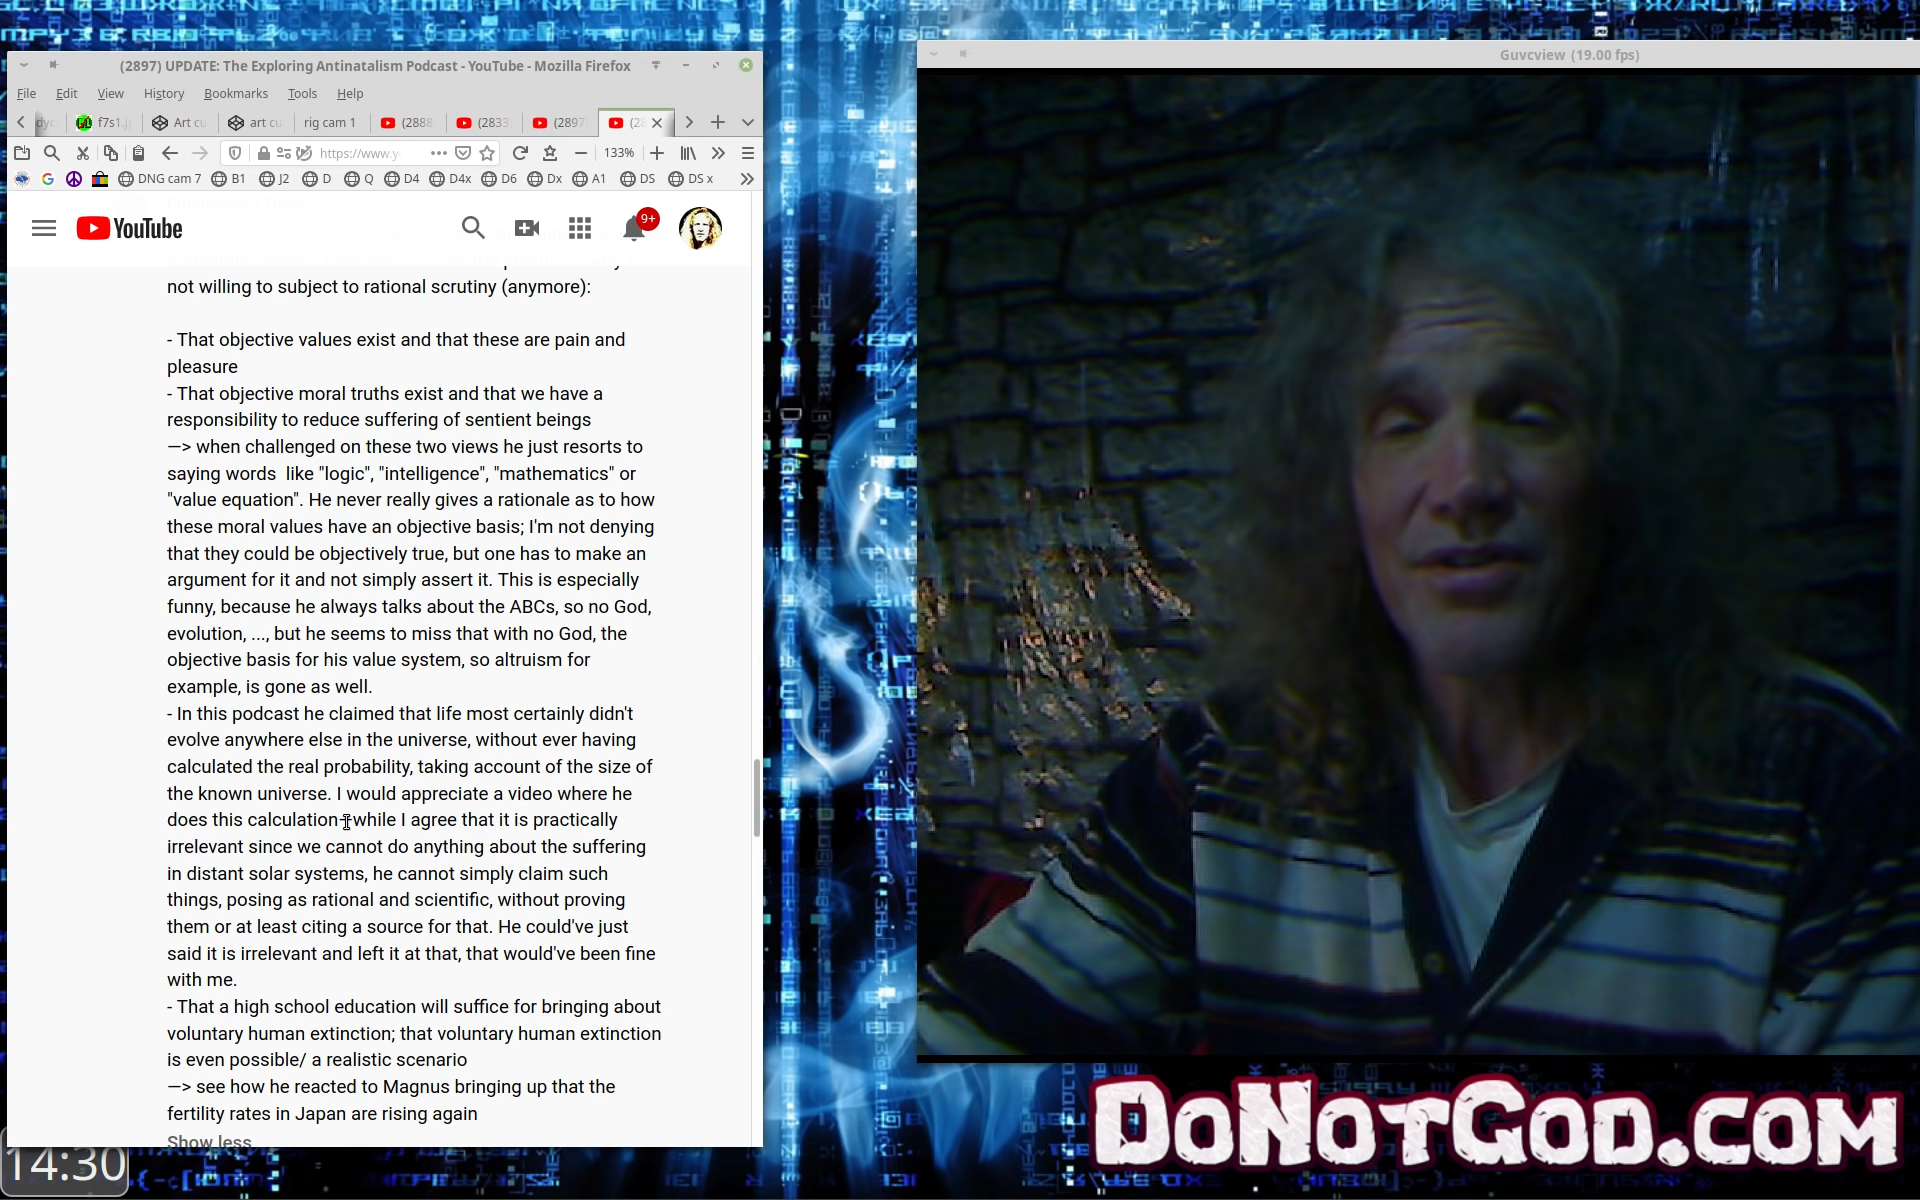 (2897) UPDATE: The Exploring Antinatalism Podcast - YouTube - Mozilla Firefox
Guvcview (19.00 fps)
File Edit View History Bookmarks Tools Help
f7s1.j Art cu art cu rig cam 1 (288 (2833 (2897 (28
https://www.y 133%
DNG cam 7 B1 J2 D Q D4 D4x D6 Dx A1 DS DS x
YouTube 9+
not willing to subject to rational scrutiny (anymore):
- That objective values exist and that these are pain and
pleasure
- That objective moral truths exist and that we have a
responsibility to reduce suffering of sentient beings
—> when challenged on these two views he just resorts to
saying words like "logic", "intelligence", "mathematics" or
"value equation". He never really gives a rationale as to how
these moral values have an objective basis; I'm not denying
that they could be objectively true, but one has to make an
argument for it and not simply assert it. This is especially
funny, because he always talks about the ABCs, so no God,
evolution, ..., but he seems to miss that with no God, the
objective basis for his value system, so altruism for
example, is gone as well.
- In this podcast he claimed that life most certainly didn't
evolve anywhere else in the universe, without ever having
calculated the real probability, taking account of the size of
the known universe. I would appreciate a video where he
does this calculation - while I agree that it is practically
irrelevant since we cannot do anything about the suffering
in distant solar systems, he cannot simply claim such
things, posing as rational and scientific, without proving
them or at least citing a source for that. He could've just
said it is irrelevant and left it at that, that would've been fine
with me.
- That a high school education will suffice for bringing about
voluntary human extinction; that voluntary human extinction
is even possible/ a realistic scenario
—> see how he reacted to Magnus bringing up that the
fertility rates in Japan are rising again
Show less
14:30
DoNotGod.com